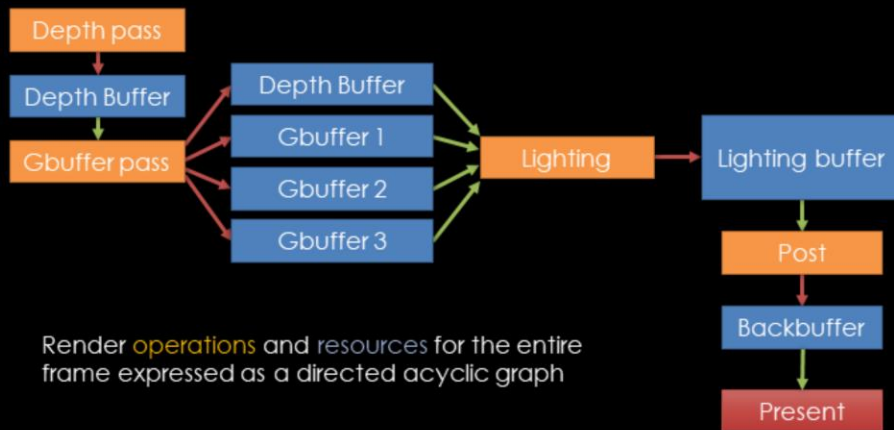 Depth pass
Depth Buffer
Gbuffer pass
Depth Buffer
Gbuffer 1
Gbuffer 2
Gbuffer 3
Lighting
Lighting buffer
Post
Backbuffer
Present
Render operations and resources for the entire
frame expressed as a directed acyclic graph